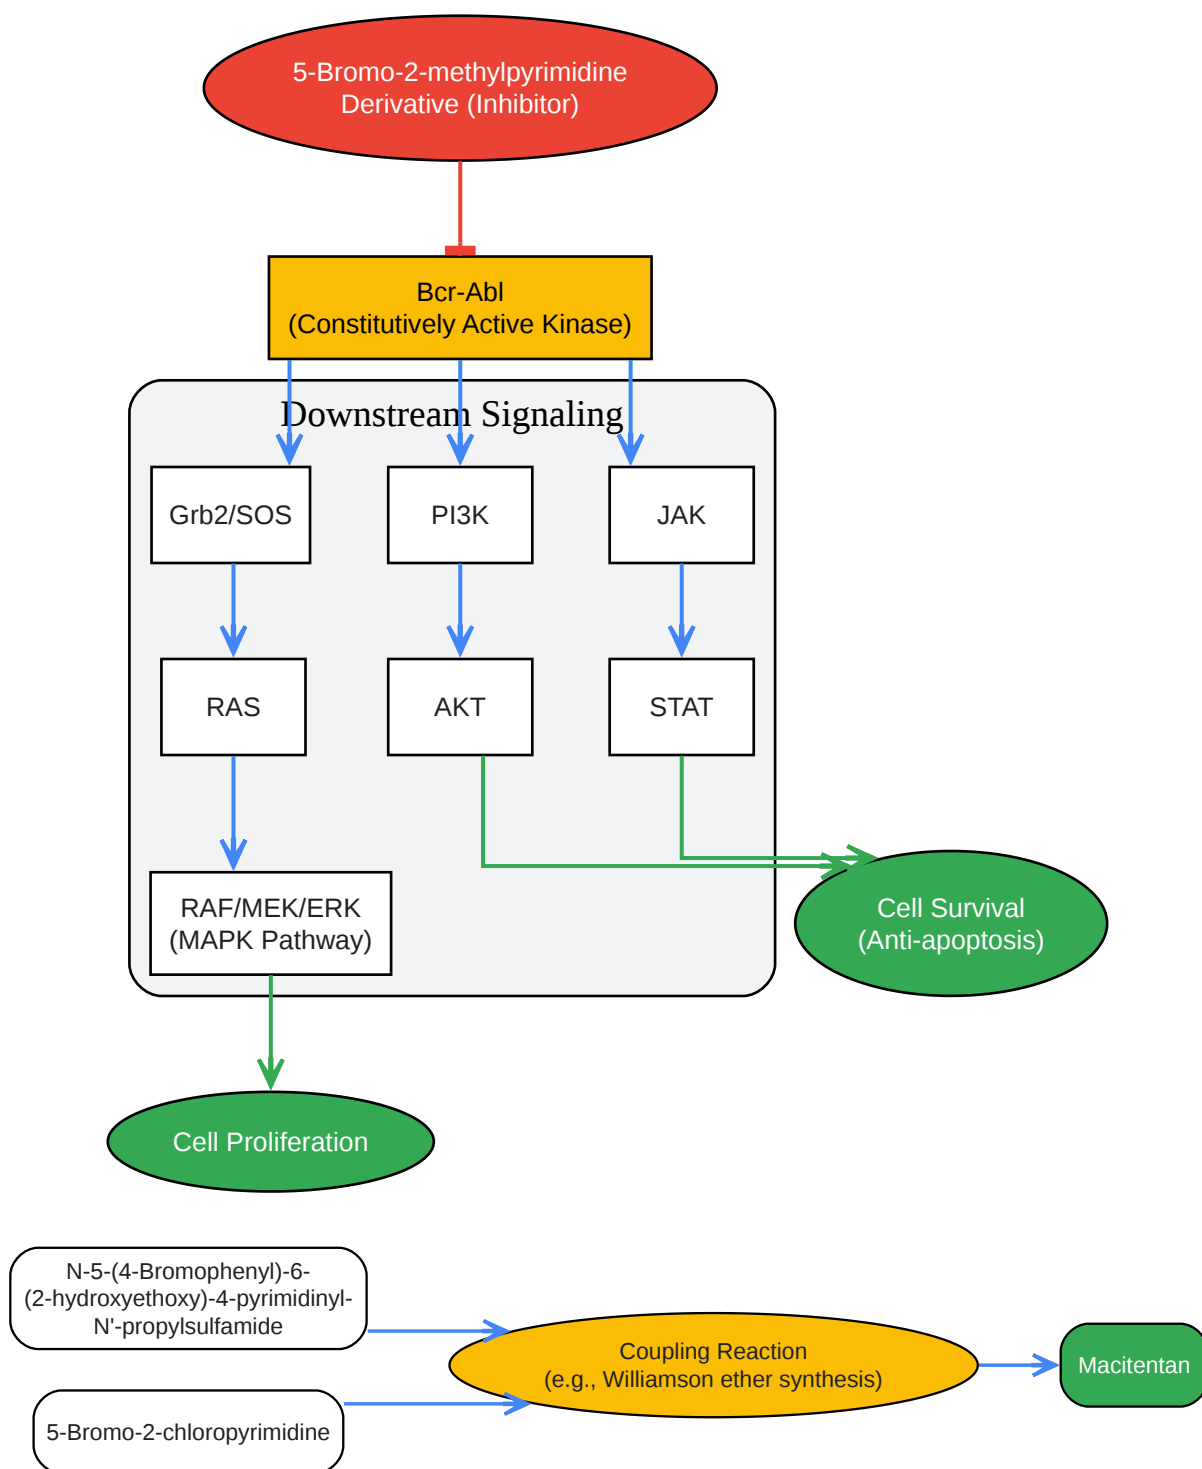 5-Bromo-2-methylpyrimidine
Derivative (Inhibitor)
Bcr-Abl
(Constitutively Active Kinase)
Downstream Signaling
Grb2/SOS
PI3K
JAK
RAS
AKT
STAT
RAF/MEK/ERK
(MAPK Pathway)
Cell Survival
(Anti-apoptosis)
Cell Proliferation
N-5-(4-Bromophenyl)-6-
(2-hydroxyethoxy)-4-pyrimidinyl-
N'-propylsulfamide
Coupling Reaction
(e.g., Williamson ether synthesis)
Macitentan
5-Bromo-2-chloropyrimidine